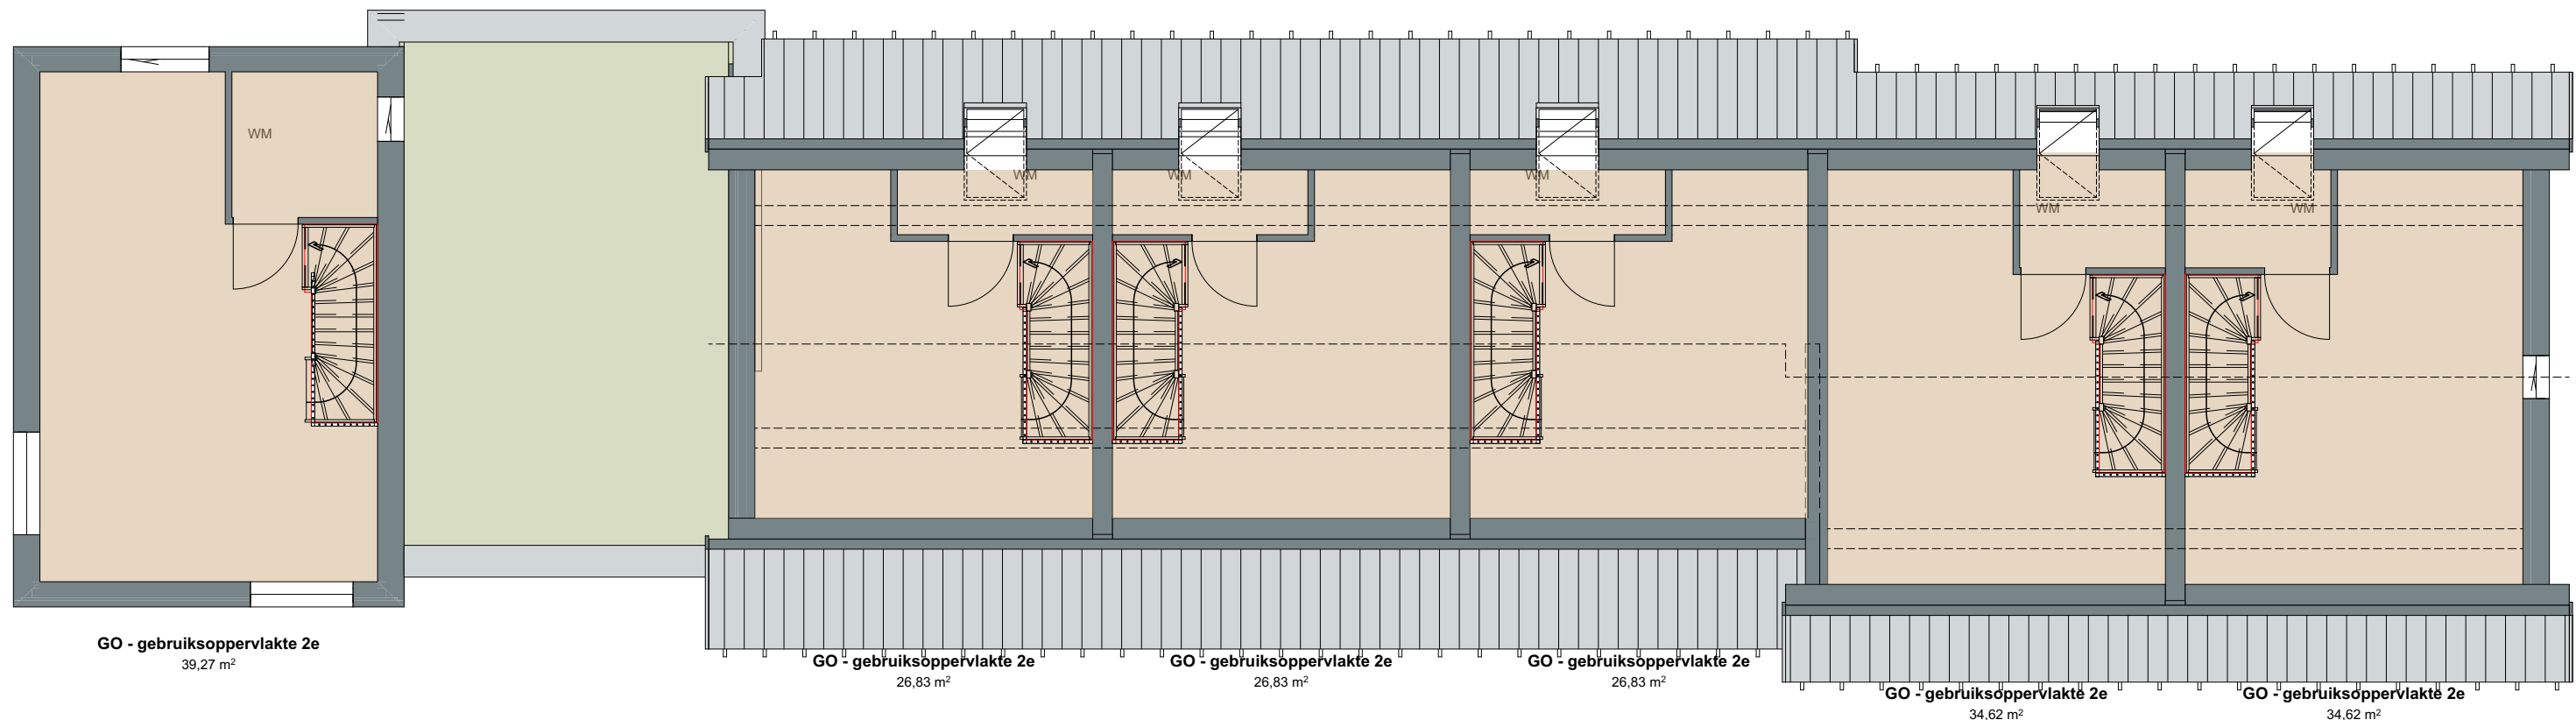 WM
WM
WM
WM
WM
WM
GO - gebruiksoppervlakte 2e
39,27 m²
GO - gebruiksoppervlakte 2e
26,83 m²
GO - gebruiksoppervlakte 2e
26,83 m²
GO - gebruiksoppervlakte 2e
26,83 m²
GO - gebruiksoppervlakte 2e
34,62 m²
GO - gebruiksoppervlakte 2e
34,62 m²